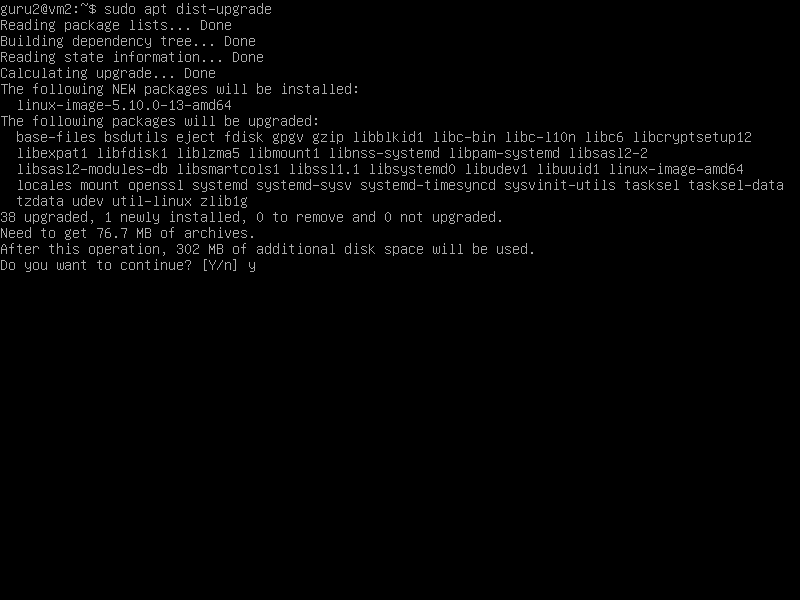 guru2@vm2:~$ sudo apt dist-upgrade
Reading package lists... Done
Building dependency tree... Done
Reading state information... Done
Calculating upgrade... Done
The following NEW packages will be installed:
  linux-image-5.10.0-13-amd64
The following packages will be upgraded:
  base-files bsdutils eject fdisk gpgv gzip libblkid1 libc-bin libc-l10n libc6 libcryptsetup12
  libexpat1 libfdisk1 liblzma5 libmount1 libnss-systemd libpam-systemd libsasl2-2
  libsasl2-modules-db libsmartcols1 libssl1.1 libsystemd0 libudev1 libuuid1 linux-image-amd64
  locales mount openssl systemd systemd-sysv systemd-timesyncd sysvinit-utils tasksel tasksel-data
  tzdata udev util-linux zlib1g
38 upgraded, 1 newly installed, 0 to remove and 0 not upgraded.
Need to get 76.7 MB of archives.
After this operation, 302 MB of additional disk space will be used.
Do you want to continue? [Y/n] y